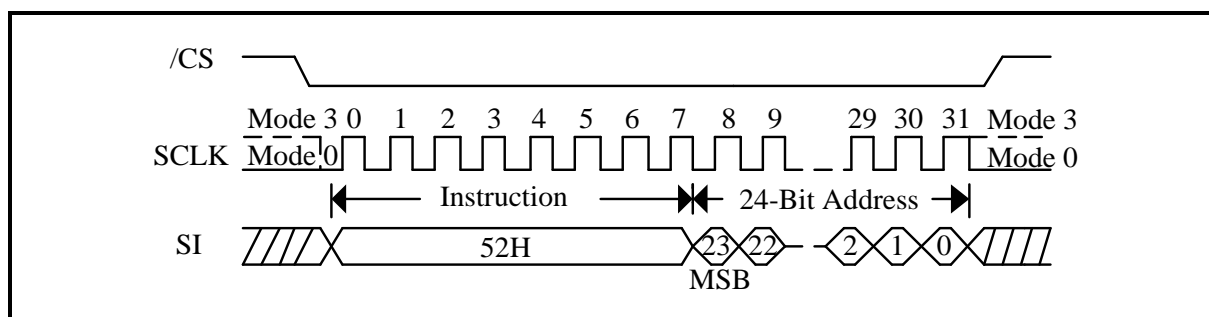 /CS
Mode 3 0 1 2 3 4 5 6 7 8 9 29 30 31 Mode 3
SCLK Mode 0 Mode 0
Instruction 24-Bit Address
SI 52H 23 22 2 1 0
MSB